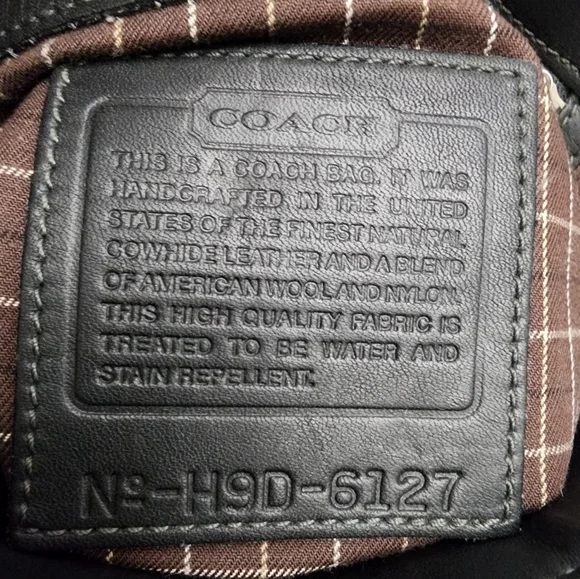 COACH
THIS IS A COACH BAG. IT WAS
HANDCRAFTED IN THE UNITED
STATES OF THE FINEST NATURAL
COWHIDE LEATHER AND A BLEND
OF AMERICAN WOOL AND NYLON.
THIS HIGH QUALITY FABRIC IS
TREATED TO BE WATER AND
STAIN REPELLENT.
Nº-H9D-6127